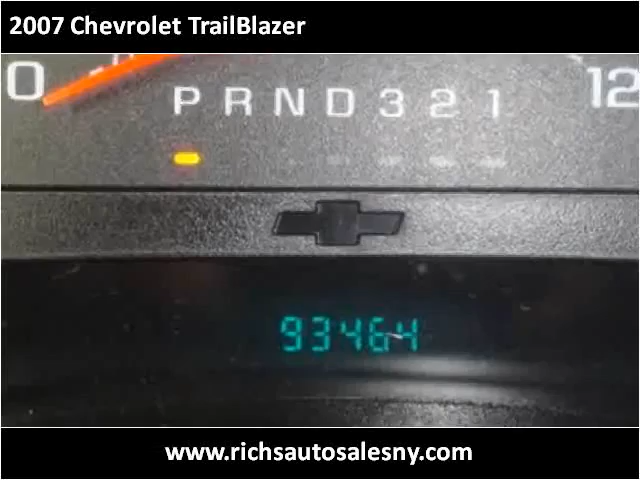 2007 Chevrolet TrailBlazer
0 12
P R N D 3 2 1
93464
www.richsautosalesny.com